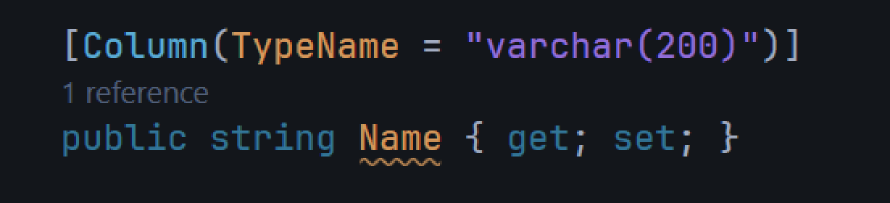 [Column(TypeName = "varchar(200)")]
1 reference
public string Name { get; set; }